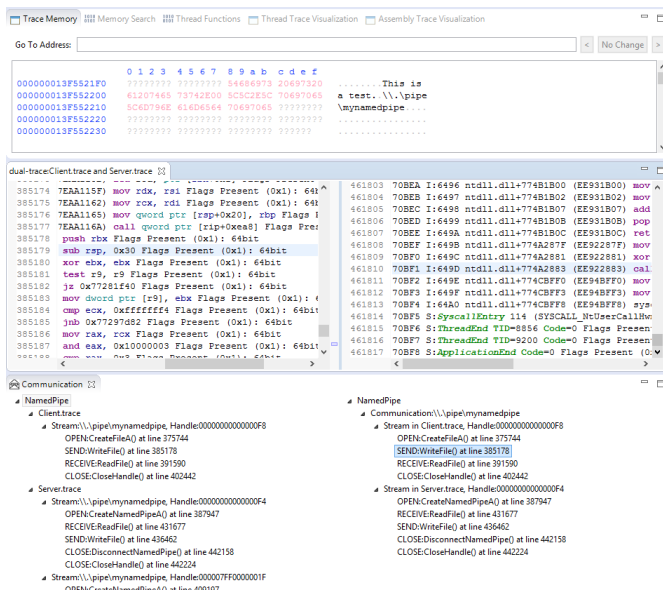 Trace Memory Memory Search Thread Functions Trace Visualization Assembly Trace Visualization
Go To Address: < No Change >
0 1 2 3 4 5 6 7 8 9 a b c d e f
000000013F5521F0 ???????? ???????? 54686973 20697320 ........This is
000000013F552200 61207465 73742E00 5C5C2E5C 70697065 a test..\\.\pipe
000000013F552210 5C6D796E 616D6564 70697065 ???????? \mynamedpipe....
000000013F552220 ???????? ???????? ???????? ???????? ................
000000013F552230 ???????? ???????? ???????? ???????? ................
dual-trace:Client.trace and Server.trace
385174 7EAA115F) mov rdx, rsi Flags Present (0x1): 64b
385175 7EAA1162) mov rcx, rdi Flags Present (0x1): 64b
385176 7EAA1165) mov qword ptr [rsp+0x20], rbp Flags P
385177 7EAA116A) call qword ptr [rip+0xea8] Flags Pres
385178 push rbx Flags Present (0x1): 64bit
385179 sub rsp, 0x30 Flags Present (0x1): 64bit
385180 xor ebx, ebx Flags Present (0x1): 64bit
385181 test r9, r9 Flags Present (0x1): 64bit
385182 jz 0x77281f40 Flags Present (0x1): 64bit
385183 mov dword ptr [r9], ebx Flags Present (0x1): 6
385184 cmp ecx, 0xfffffff4 Flags Present (0x1): 64bit
385185 jnb 0x77297d82 Flags Present (0x1): 64bit
385186 mov rax, rcx Flags Present (0x1): 64bit
385187 and eax, 0x10000003 Flags Present (0x1): 64bit
461803 70BEA I:6496 ntdll.dll+774B1B00 (EE931B00) mov
461804 70BEB I:6497 ntdll.dll+774B1B02 (EE931B02) mov
461805 70BEC I:6498 ntdll.dll+774B1B07 (EE931B07) add
461806 70BED I:6499 ntdll.dll+774B1B0B (EE931B0B) pop
461807 70BEE I:649A ntdll.dll+774B1B0C (EE931B0C) ret
461808 70BEF I:649B ntdll.dll+774A287F (EE92287F) mov
461809 70BF0 I:649C ntdll.dll+774A2881 (EE922881) xor
461810 70BF1 I:649D ntdll.dll+774A2883 (EE922883) cal
461811 70BF2 I:649E ntdll.dll+774CBFF0 (EE94BFF0) mov
461812 70BF3 I:649F ntdll.dll+774CBFF3 (EE94BFF3) mov
461813 70BF4 I:64A0 ntdll.dll+774CBFF8 (EE94BFF8) sys
461814 70BF5 S:SyscallEntry 114 (SYSCALL_NtUserCallHw
461815 70BF6 S:ThreadEnd TID=8856 Code=0 Flags Presen
461816 70BF7 S:ThreadEnd TID=9200 Code=0 Flags Presen
461817 70BF8 S:ApplicationEnd Code=0 Flags Present (0
Communication
NamedPipe
Client.trace
Stream:\\.\pipe\mynamedpipe, Handle:00000000000000F8
OPEN:CreateFileA() at line 375744
SEND:WriteFile() at line 385178
RECEIVE:ReadFile() at line 391590
CLOSE:CloseHandle() at line 402442
Server.trace
Stream:\\.\pipe\mynamedpipe, Handle:00000000000000F4
OPEN:CreateNamedPipeA() at line 387947
RECEIVE:ReadFile() at line 431677
SEND:WriteFile() at line 436462
CLOSE:DisconnectNamedPipe() at line 442158
CLOSE:CloseHandle() at line 442224
Stream:\\.\pipe\mynamedpipe, Handle:000007FF0000001F
OPEN:CreateNamedPipeA() at line 400197
NamedPipe
Communication:\\.\pipe\mynamedpipe
Stream in Client.trace, Handle:00000000000000F8
OPEN:CreateFileA() at line 375744
SEND:WriteFile() at line 385178
RECEIVE:ReadFile() at line 391590
CLOSE:CloseHandle() at line 402442
Stream in Server.trace, Handle:00000000000000F4
OPEN:CreateNamedPipeA() at line 387947
RECEIVE:ReadFile() at line 431677
SEND:WriteFile() at line 436462
CLOSE:DisconnectNamedPipe() at line 442158
CLOSE:CloseHandle() at line 442224